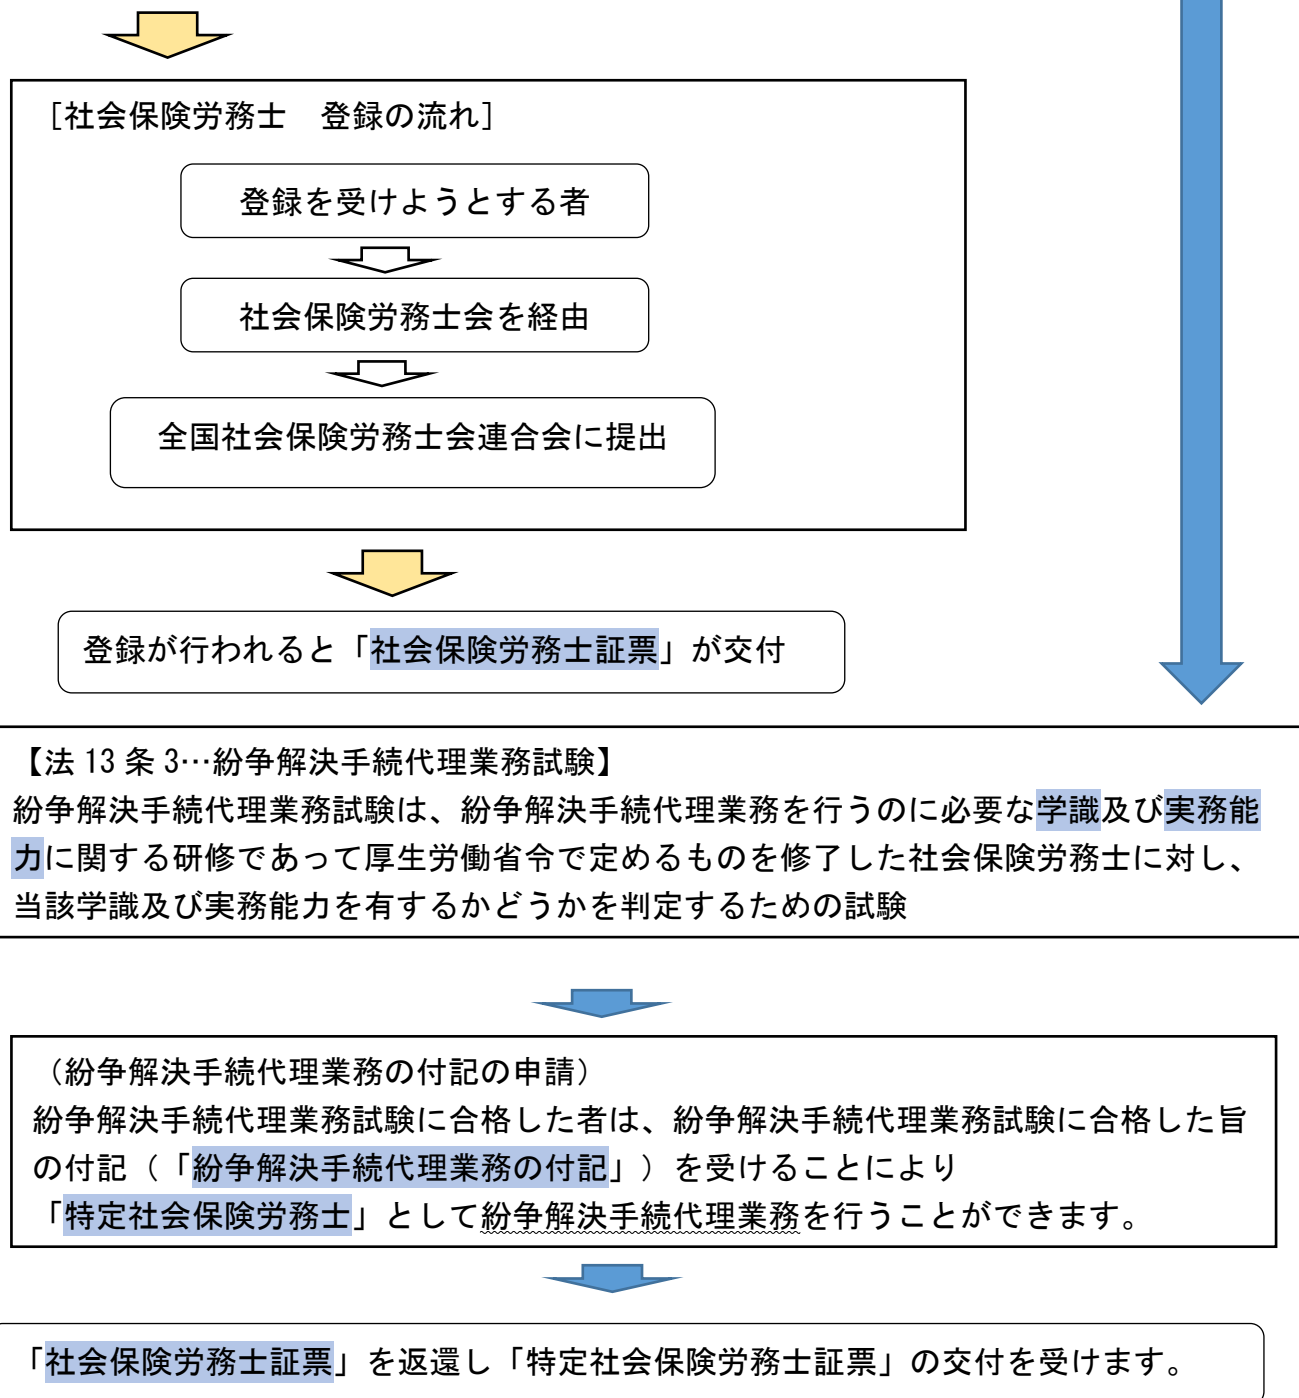 ［社会保険労務士　登録の流れ］
登録を受けようとする者
社会保険労務士会を経由
全国社会保険労務士会連合会に提出
登録が行われると「社会保険労務士証票」が交付
【法 13 条 3…紛争解決手続代理業務試験】
紛争解決手続代理業務試験は、紛争解決手続代理業務を行うのに必要な学識及び実務能
力に関する研修であって厚生労働省令で定めるものを修了した社会保険労務士に対し、
当該学識及び実務能力を有するかどうかを判定するための試験
（紛争解決手続代理業務の付記の申請）
紛争解決手続代理業務試験に合格した者は、紛争解決手続代理業務試験に合格した旨
の付記（「紛争解決手続代理業務の付記」）を受けることにより
「特定社会保険労務士」として紛争解決手続代理業務を行うことができます。
「社会保険労務士証票」を返還し「特定社会保険労務士証票」の交付を受けます。